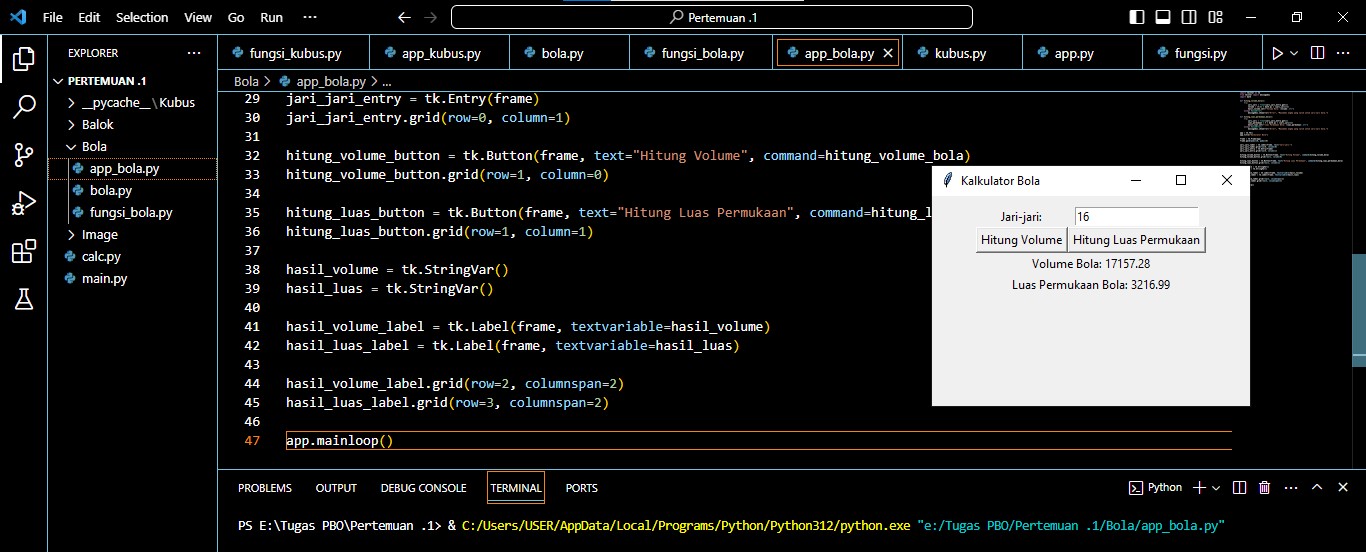 File Edit Selection View Go Run ··· Pertemuan .1
EXPLORER ···
PERTEMUAN .1
__pycache__ \ Kubus
Balok
Bola
app_bola.py
bola.py
fungsi_bola.py
Image
calc.py
main.py
fungsi_kubus.py app_kubus.py bola.py fungsi_bola.py app_bola.py kubus.py app.py fungsi.py
Bola > app_bola.py > ...
29 jari_jari_entry = tk.Entry(frame)
30 jari_jari_entry.grid(row=0, column=1)
31
32 hitung_volume_button = tk.Button(frame, text="Hitung Volume", command=hitung_volume_bola)
33 hitung_volume_button.grid(row=1, column=0)
34
35 hitung_luas_button = tk.Button(frame, text="Hitung Luas Permukaan", command=hitung_l
36 hitung_luas_button.grid(row=1, column=1)
37
38 hasil_volume = tk.StringVar()
39 hasil_luas = tk.StringVar()
40
41 hasil_volume_label = tk.Label(frame, textvariable=hasil_volume)
42 hasil_luas_label = tk.Label(frame, textvariable=hasil_luas)
43
44 hasil_volume_label.grid(row=2, columnspan=2)
45 hasil_luas_label.grid(row=3, columnspan=2)
46
47 app.mainloop()
Kalkulator Bola
Jari-jari: 16
Hitung Volume Hitung Luas Permukaan
Volume Bola: 17157.28
Luas Permukaan Bola: 3216.99
PROBLEMS OUTPUT DEBUG CONSOLE TERMINAL PORTS Python
PS E:\Tugas PBO\Pertemuan .1> & C:/Users/USER/AppData/Local/Programs/Python/Python312/python.exe "e:/Tugas PBO/Pertemuan .1/Bola/app_bola.py"